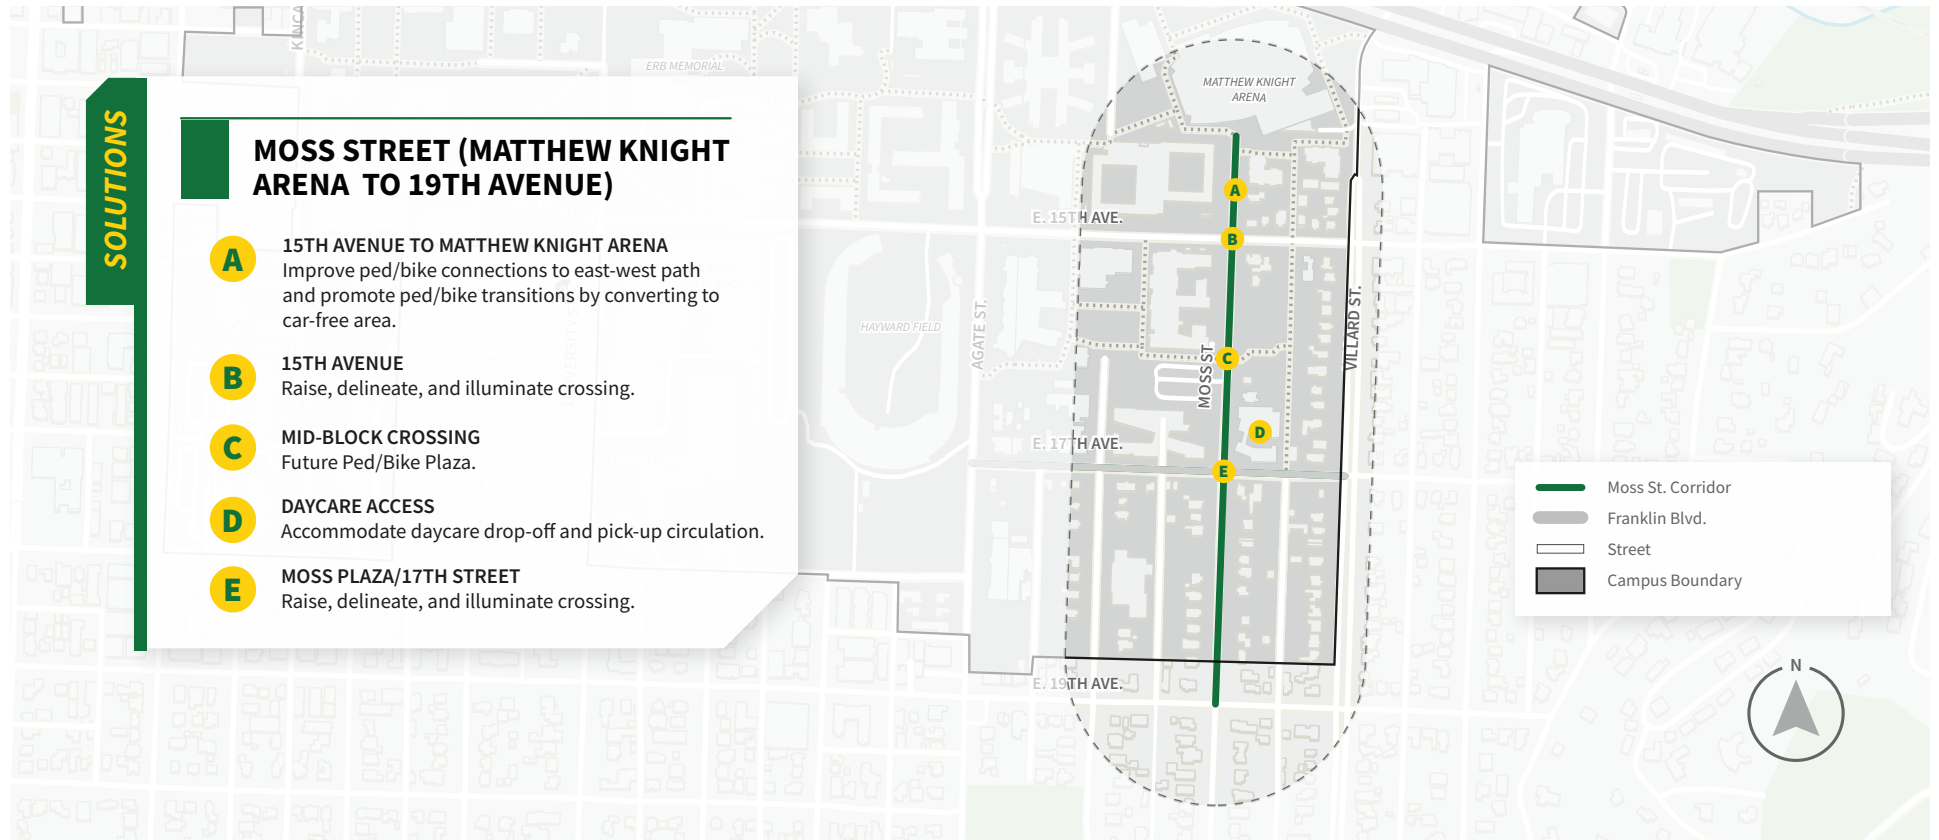 SOLUTIONS
MOSS STREET (MATTHEW KNIGHT
ARENA TO 19TH AVENUE)
A
15TH AVENUE TO MATTHEW KNIGHT ARENA
Improve ped/bike connections to east-west path
and promote ped/bike transitions by converting to
car-free area.
B
15TH AVENUE
Raise, delineate, and illuminate crossing.
C
MID-BLOCK CROSSING
Future Ped/Bike Plaza.
D
DAYCARE ACCESS
Accommodate daycare drop-off and pick-up circulation.
E
MOSS PLAZA/17TH STREET
Raise, delineate, and illuminate crossing.
KINCA
ERB MEMORIAL
MATTHEW KNIGHT
ARENA
A
E. 15TH AVE.
B
HAYWARD FIELD
AGATE ST.
VILLARD ST.
MOSS ST
C
D
E. 17TH AVE.
E
E. 19TH AVE.
Moss St. Corridor
Franklin Blvd.
Street
Campus Boundary
N